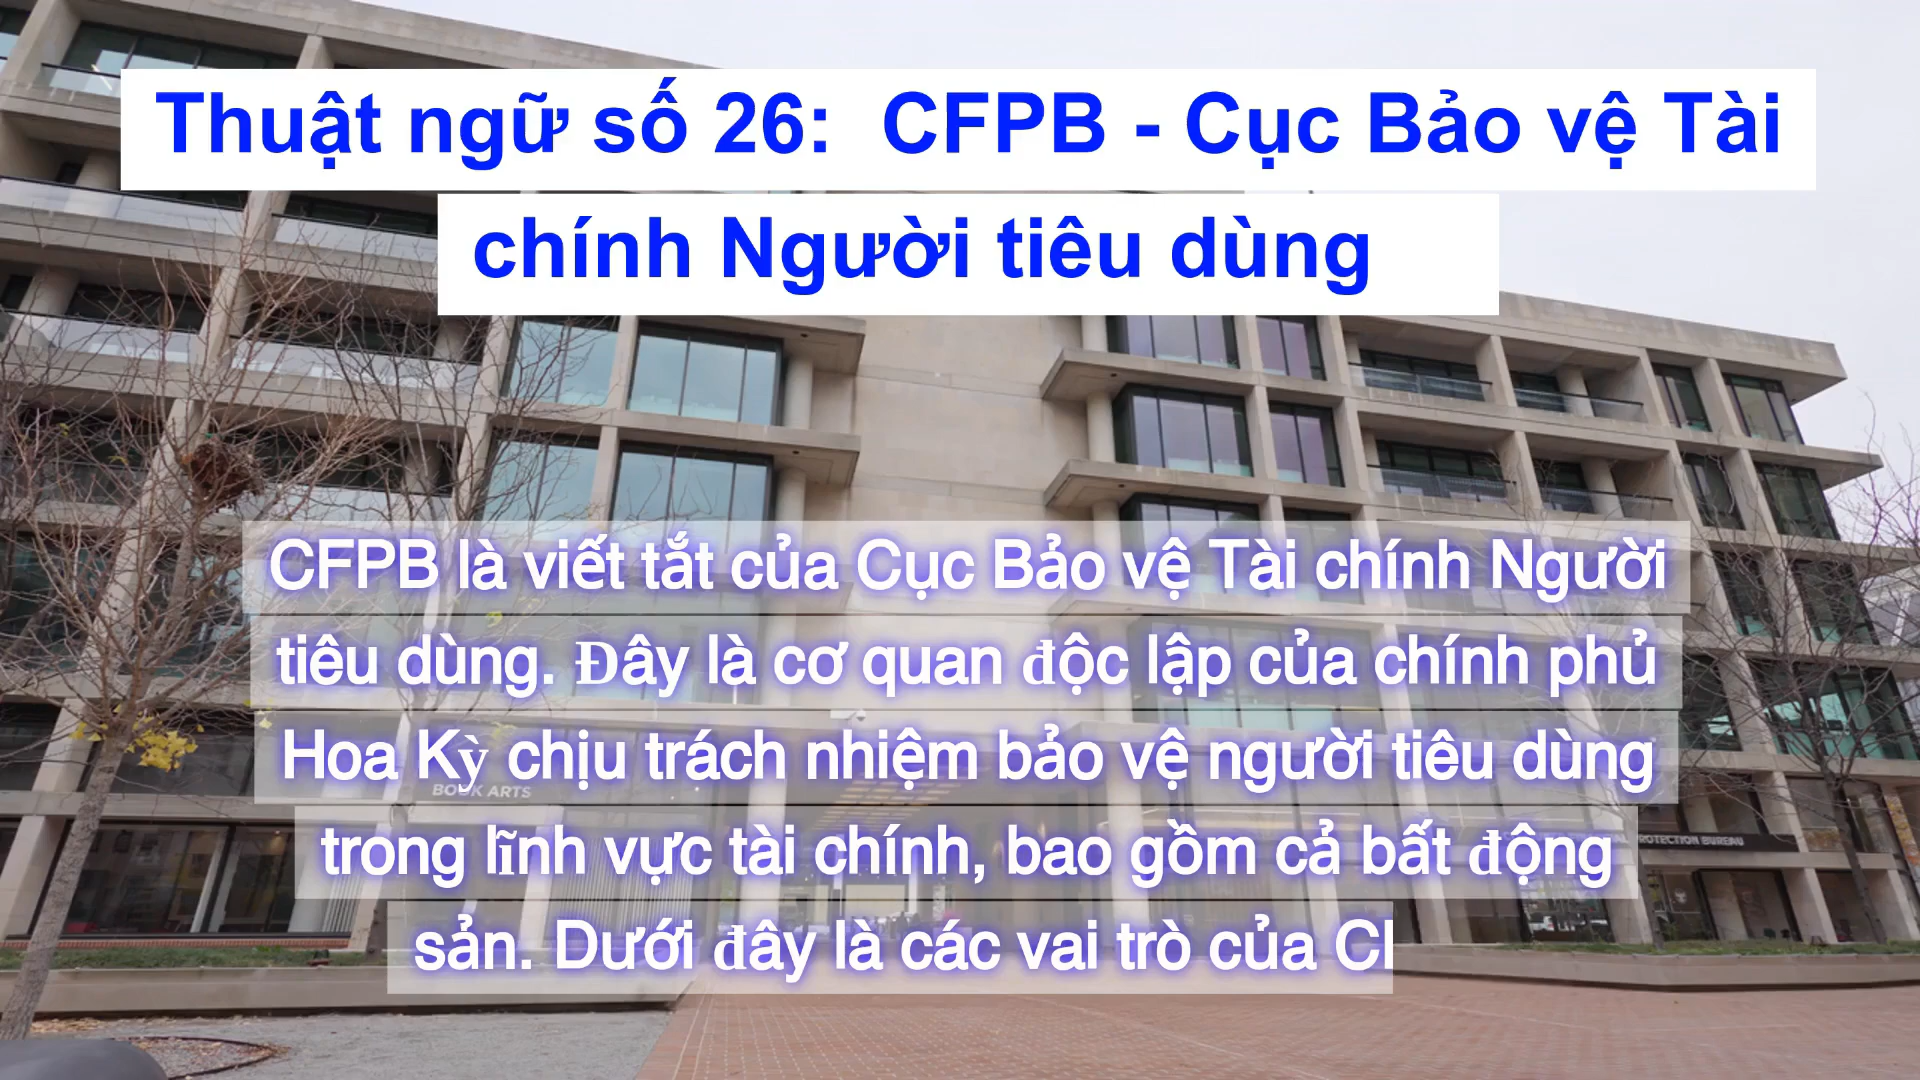 Thuật ngữ số 26: CFPB - Cục Bảo vệ Tài
chính Người tiêu dùng
CFPB là viết tắt của Cục Bảo vệ Tài chính Người
tiêu dùng. Đây là cơ quan độc lập của chính phủ
Hoa Kỳ chịu trách nhiệm bảo vệ người tiêu dùng
BOOK ARTS
trong lĩnh vực tài chính, bao gồm cả bất động
ROTECTION BUREAU
sản. Dưới đây là các vai trò của